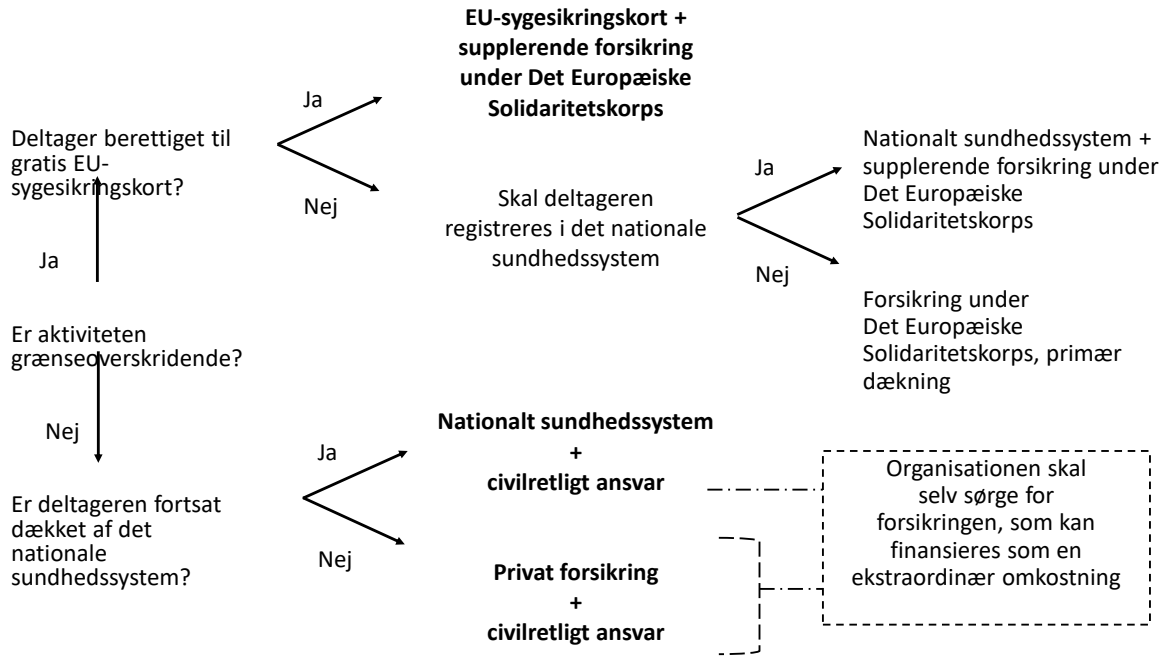 EU-sygesikringskort +
supplerende forsikring
under Det Europæiske
Solidaritetskorps
Ja
Deltager berettiget til
gratis EU-
sygesikringskort?
Nej
Skal deltageren
registreres i det nationale
sundhedssystem
Ja
Nationalt sundhedssystem +
supplerende forsikring under
Det Europæiske
Solidaritetskorps
Nej
Forsikring under
Det Europæiske
Solidaritetskorps, primær
dækning
Ja
Er aktiviteten
grænseoverskridende?
Nej
Er deltageren fortsat
dækket af det
nationale
sundhedssystem?
Ja
Nationalt sundhedssystem
+
civilretligt ansvar
Nej
Privat forsikring
+
civilretligt ansvar
Organisationen skal
selv sørge for
forsikringen, som kan
finansieres som en
ekstraordinær omkostning